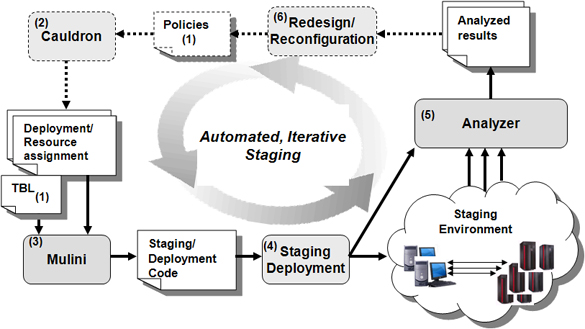 (2)
Cauldron
Policies
(1)
(6)
Redesign/
Reconfiguration
Analyzed
results
Deployment/
Resource
assignment
TBL
(1)
Automated, Iterative
Staging
(5)
Analyzer
(3)
Mulini
Staging/
Deployment
Code
(4)
Staging
Deployment
Staging
Environment